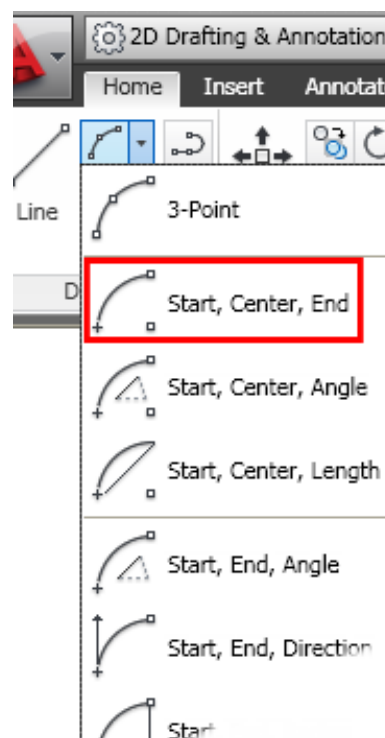 2D Drafting & Annotation
Home Insert Annotat
Line
3-Point
D
Start, Center, End
Start, Center, Angle
Start, Center, Length
Start, End, Angle
Start, End, Direction
Start